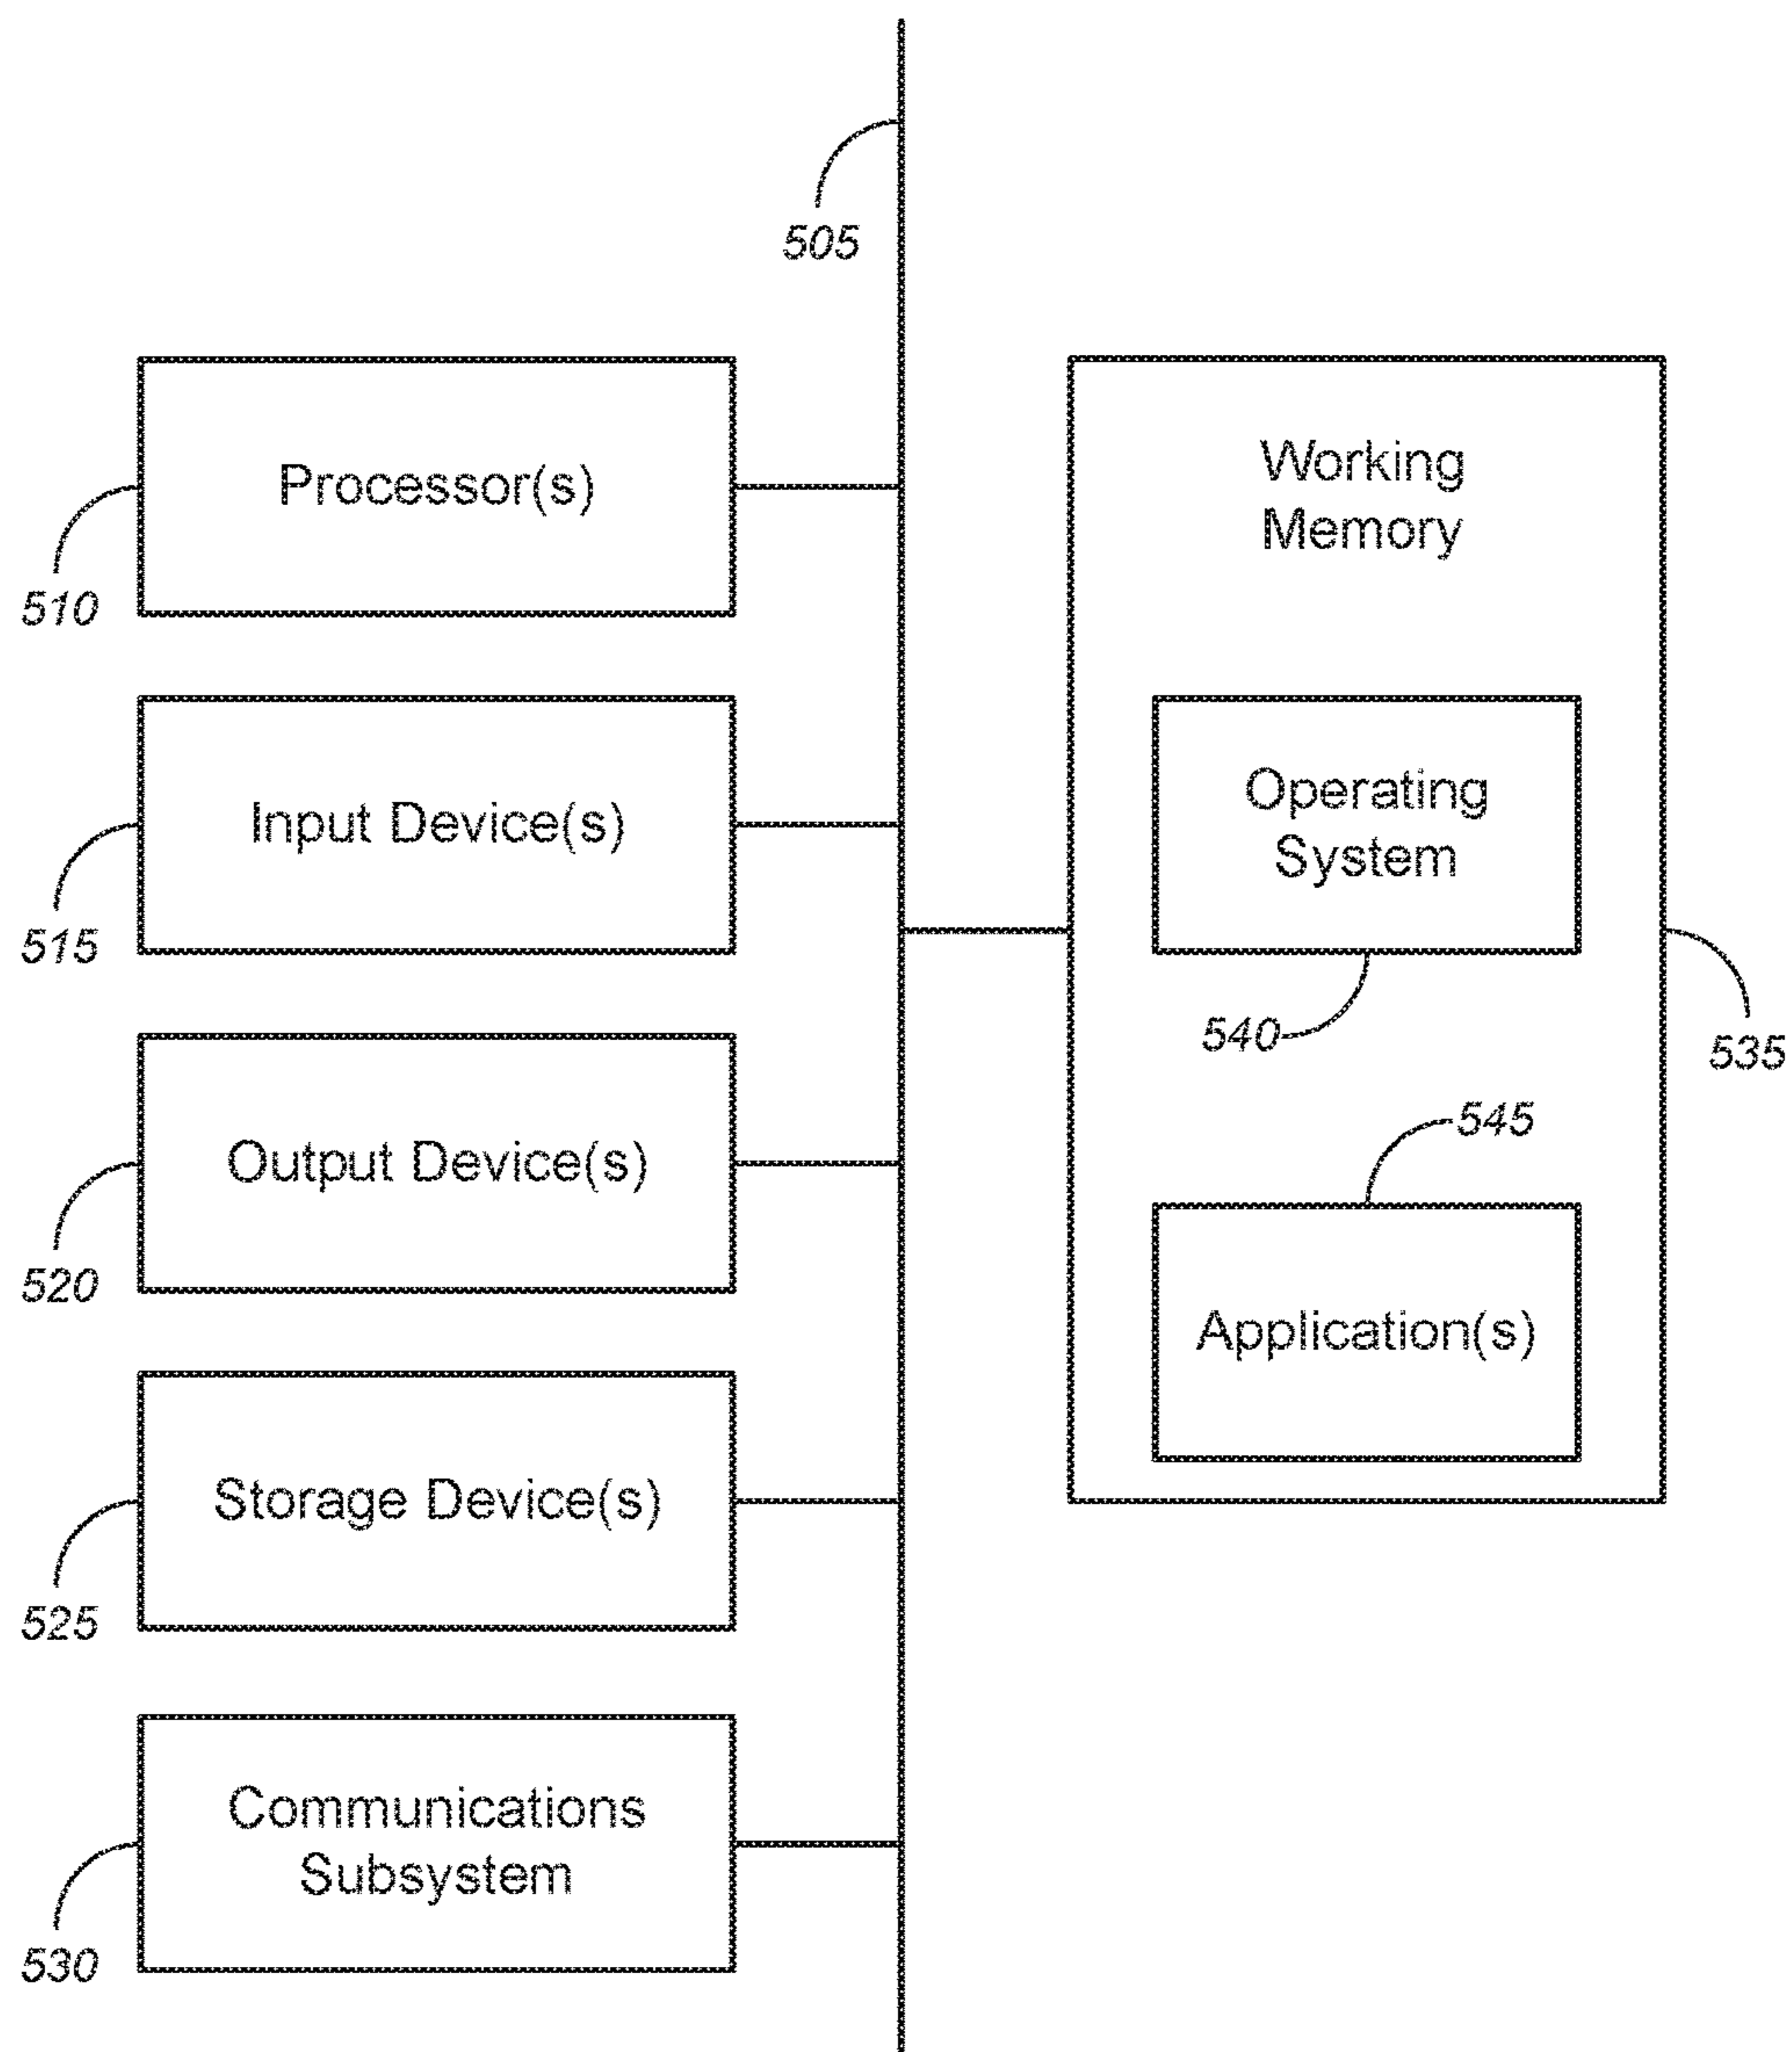 505
Processor(s)
510
Input Device(s)
515
Output Device(s)
520
Storage Device(s)
525
Communications
Subsystem
530
Working
Memory
Operating
System
540
535
545
Application(s)